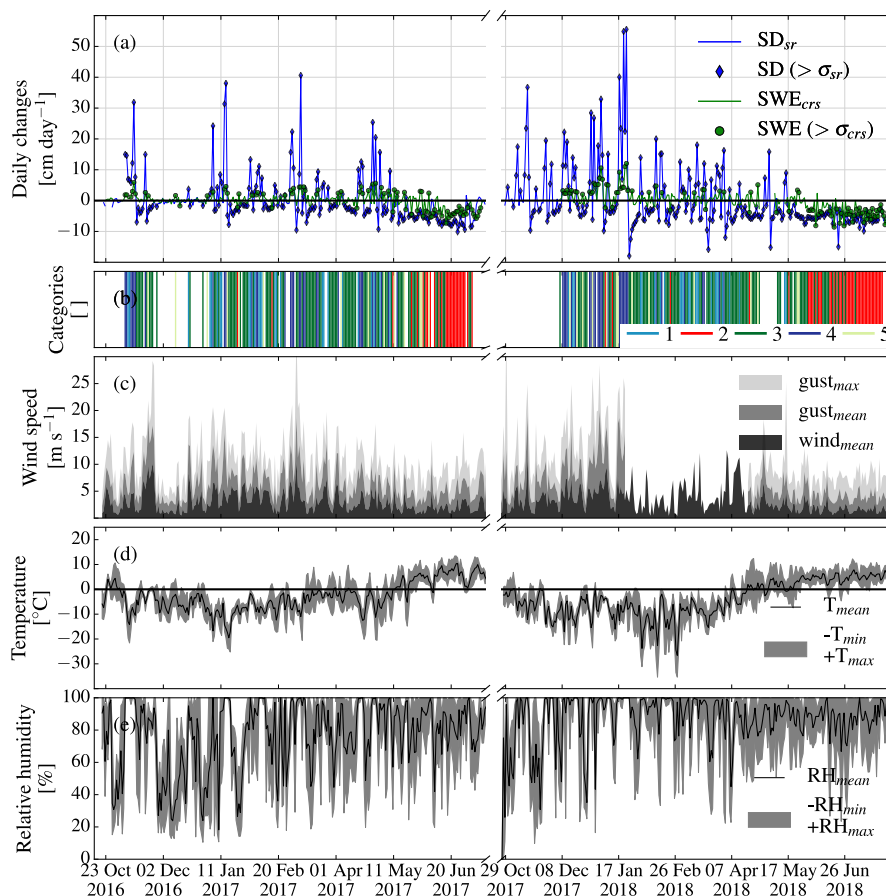 (a)
Daily changes
[cm day⁻¹]
50
40
30
20
10
0
−10
SD_sr
SD (> σ_sr)
SWE_crs
SWE (> σ_crs)
(b)
Categories
[]
1 2 3 4 5
(c)
Wind speed
[m s⁻¹]
25
20
15
10
5
gust_max
gust_mean
wind_mean
(d)
Temperature
[°C]
20
10
0
−10
−20
−30
T_mean
-T_min
+T_max
(e)
Relative humidity
[%]
100
80
60
40
20
0
RH_mean
-RH_min
+RH_max
23 Oct 02 Dec 11 Jan 20 Feb 01 Apr 11 May 20 Jun 29 Oct 08 Dec 17 Jan 26 Feb 07 Apr 17 May 26 Jun
2016 2016 2017 2017 2017 2017 2017 2017 2017 2018 2018 2018 2018 2018